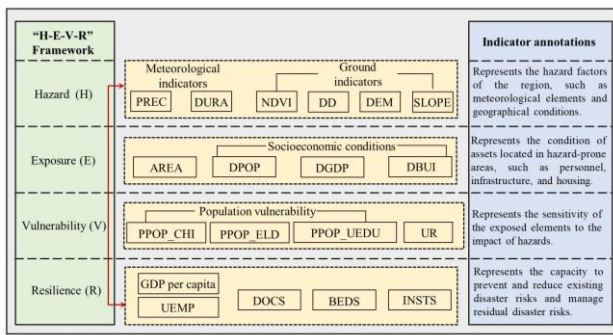 “H-E-V-R”
Framework
Indicator annotations
Hazard (H)
Meteorological
indicators
Ground
indicators
PREC
DURA
NDVI
DD
DEM
SLOPE
Represents the hazard factors
of the region, such as
meteorological elements and
geographical conditions.
Exposure (E)
Socioeconomic conditions
AREA
DPOP
DGDP
DBUI
Represents the condition of
assets located in hazard-prone
areas, such as personnel,
infrastructure, and housing.
Vulnerability (V)
Population vulnerability
PPOP_CHI
PPOP_ELD
PPOP_UEDU
UR
Represents the sensitivity of
the exposed elements to the
impact of hazards.
Resilience (R)
GDP per capita
UEMP
DOCS
BEDS
INSTS
Represents the capacity to
prevent and reduce existing
disaster risks and manage
residual disaster risks.